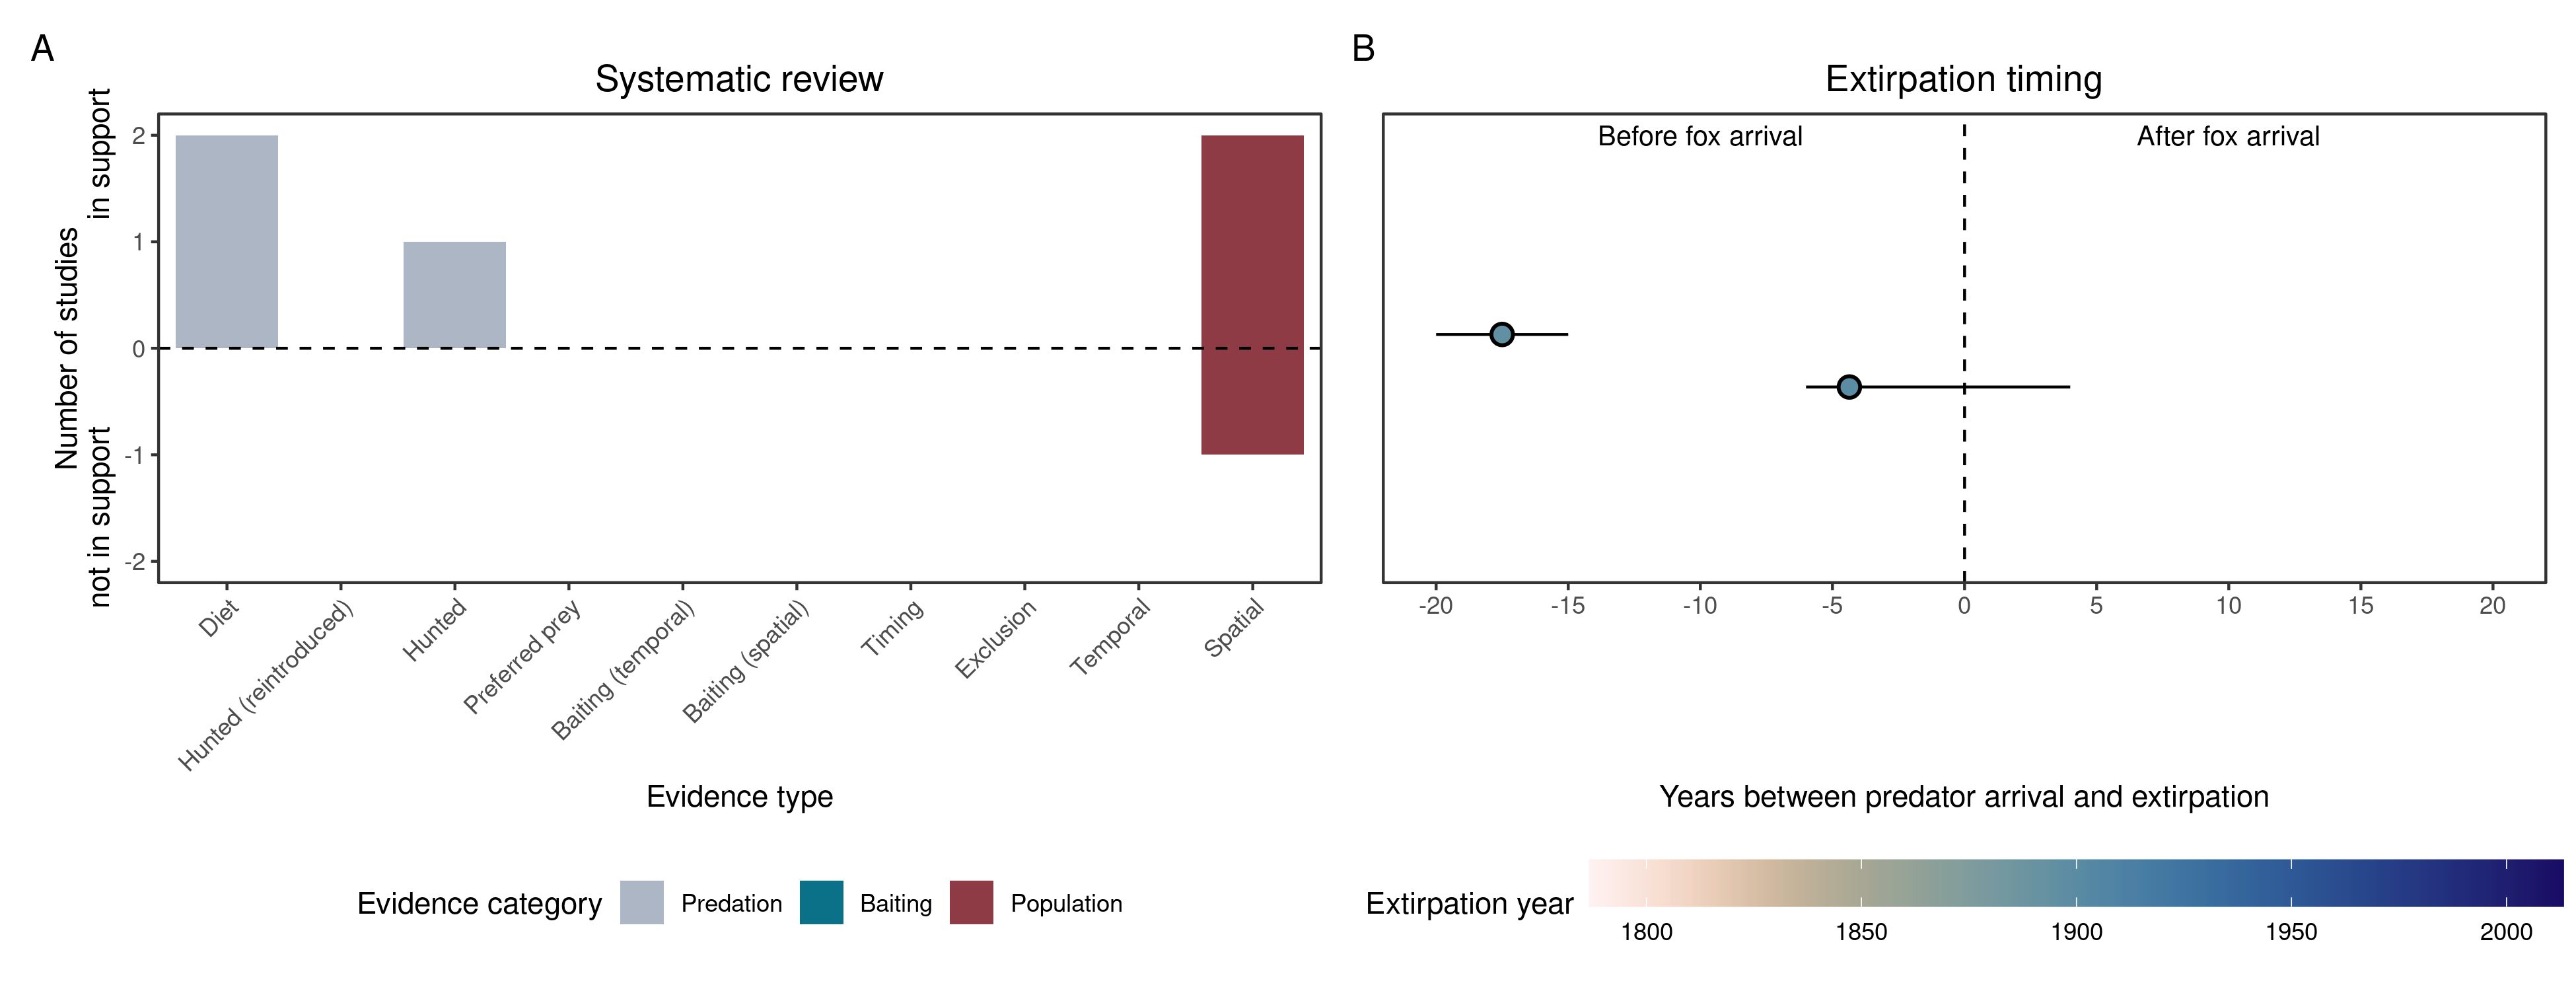 A
Systematic review
Number of studies
not in support
in support
2
1
0
-1
-2
Diet
Hunted (reintroduced)
Hunted
Preferred prey
Baiting (temporal)
Baiting (spatial)
Timing
Exclusion
Temporal
Spatial
Evidence type
Evidence category
Predation
Baiting
Population
B
Extirpation timing
Before fox arrival
After fox arrival
-20 -15 -10 -5 0 5 10 15 20
Years between predator arrival and extirpation
Extirpation year
1800 1850 1900 1950 2000